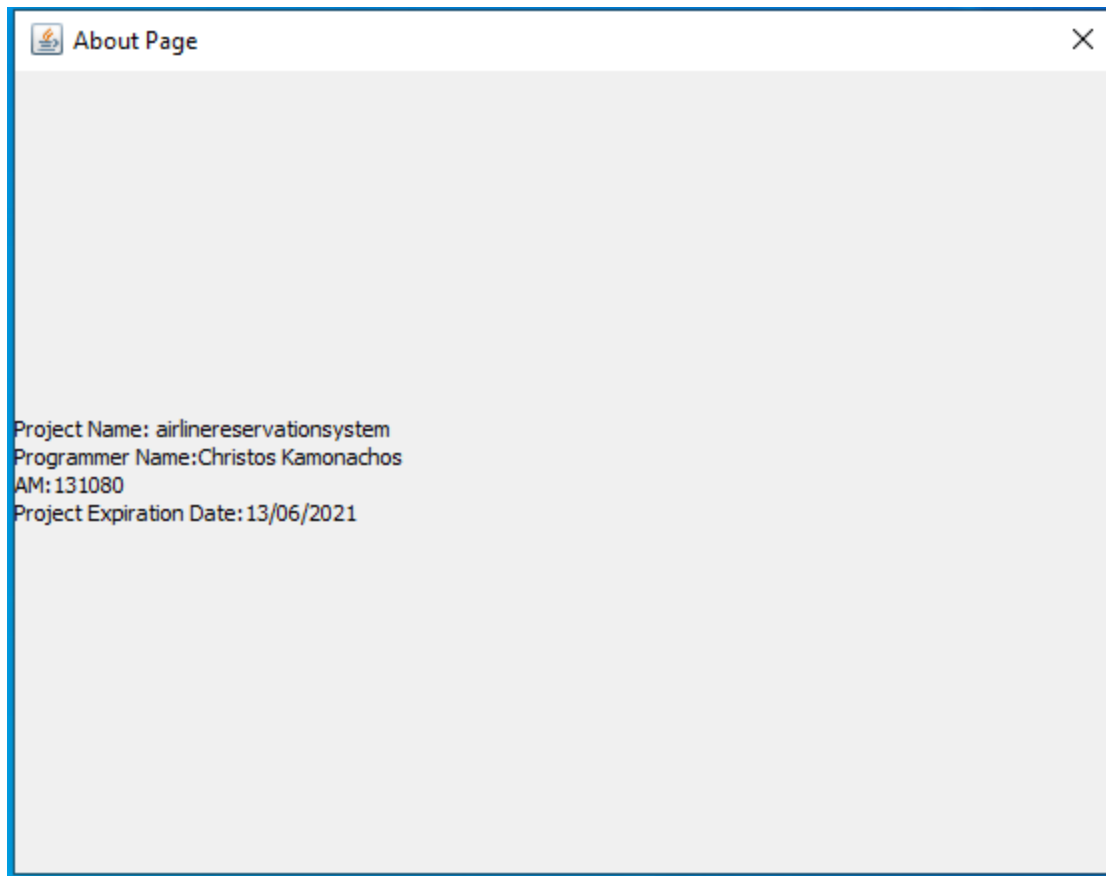 About Page
Project Name: airlinereservationsystem
Programmer Name:Christos Kamonachos
AM:131080
Project Expiration Date:13/06/2021